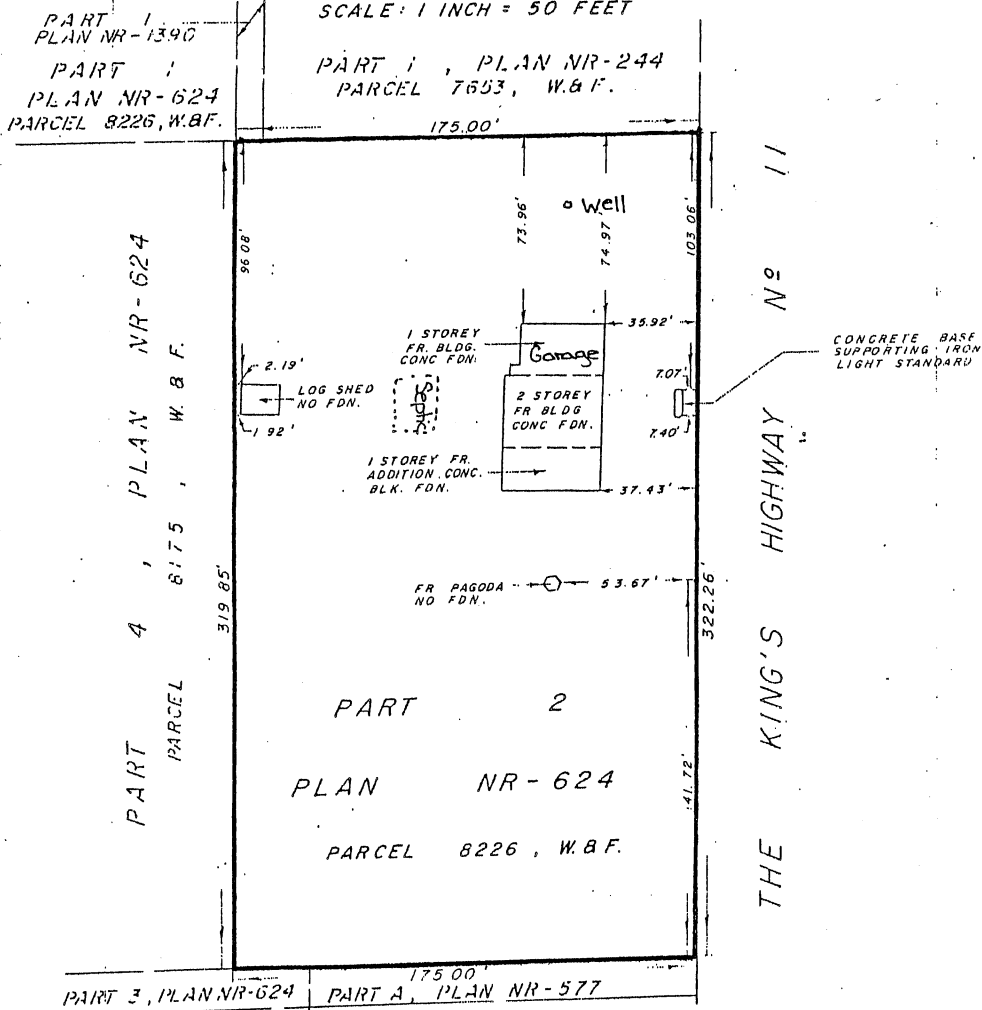 SCALE: 1 INCH = 50 FEET
PART 1
PLAN NR-1390
PART 1
PLAN NR-624
PARCEL 8226, W.&F.
PART 1, PLAN NR-244
PARCEL 7653, W.&F.
175.00'
Well
96.08'
73.96'
74.97'
103.06'
35.92'
1 STOREY
FR. BLDG.
CONC FDN.
Garage
2.19'
LOG SHED
NO FDN.
1.92'
Septic
2 STOREY
FR BLDG
CONC FDN.
7.07'
7.40'
CONCRETE BASE
SUPPORTING IRON
LIGHT STANDARD
1 STOREY FR.
ADDITION, CONC.
BLK. FDN.
37.43'
FR PAGODA
NO FDN.
53.67'
319.85'
322.26'
PART 4, PLAN NR-624
PARCEL 8175, W.&F.
THE KING'S HIGHWAY Nº 11
PART 2
PLAN NR-624
PARCEL 8226, W.&F.
175.00'
PART 3, PLAN NR-624
PART A, PLAN NR-577